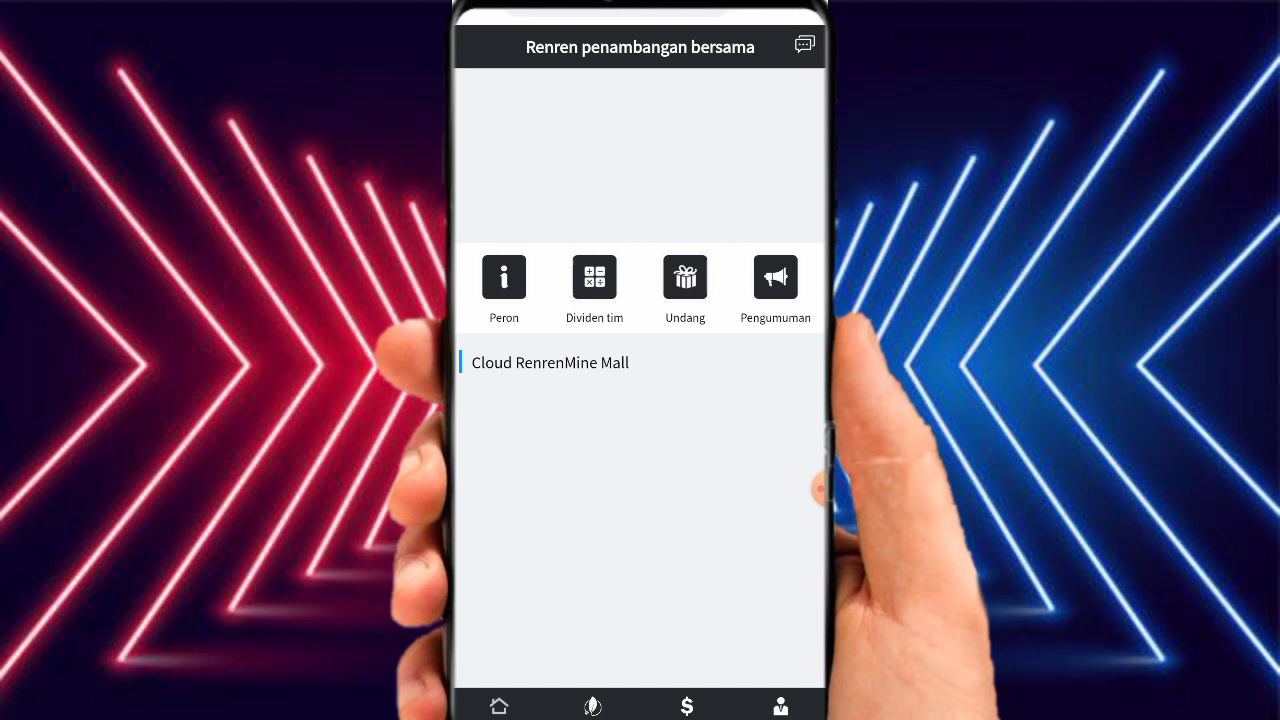 Renren penambangan bersama
Peron
Dividen tim
Undang
Pengumuman
Cloud RenrenMine Mall